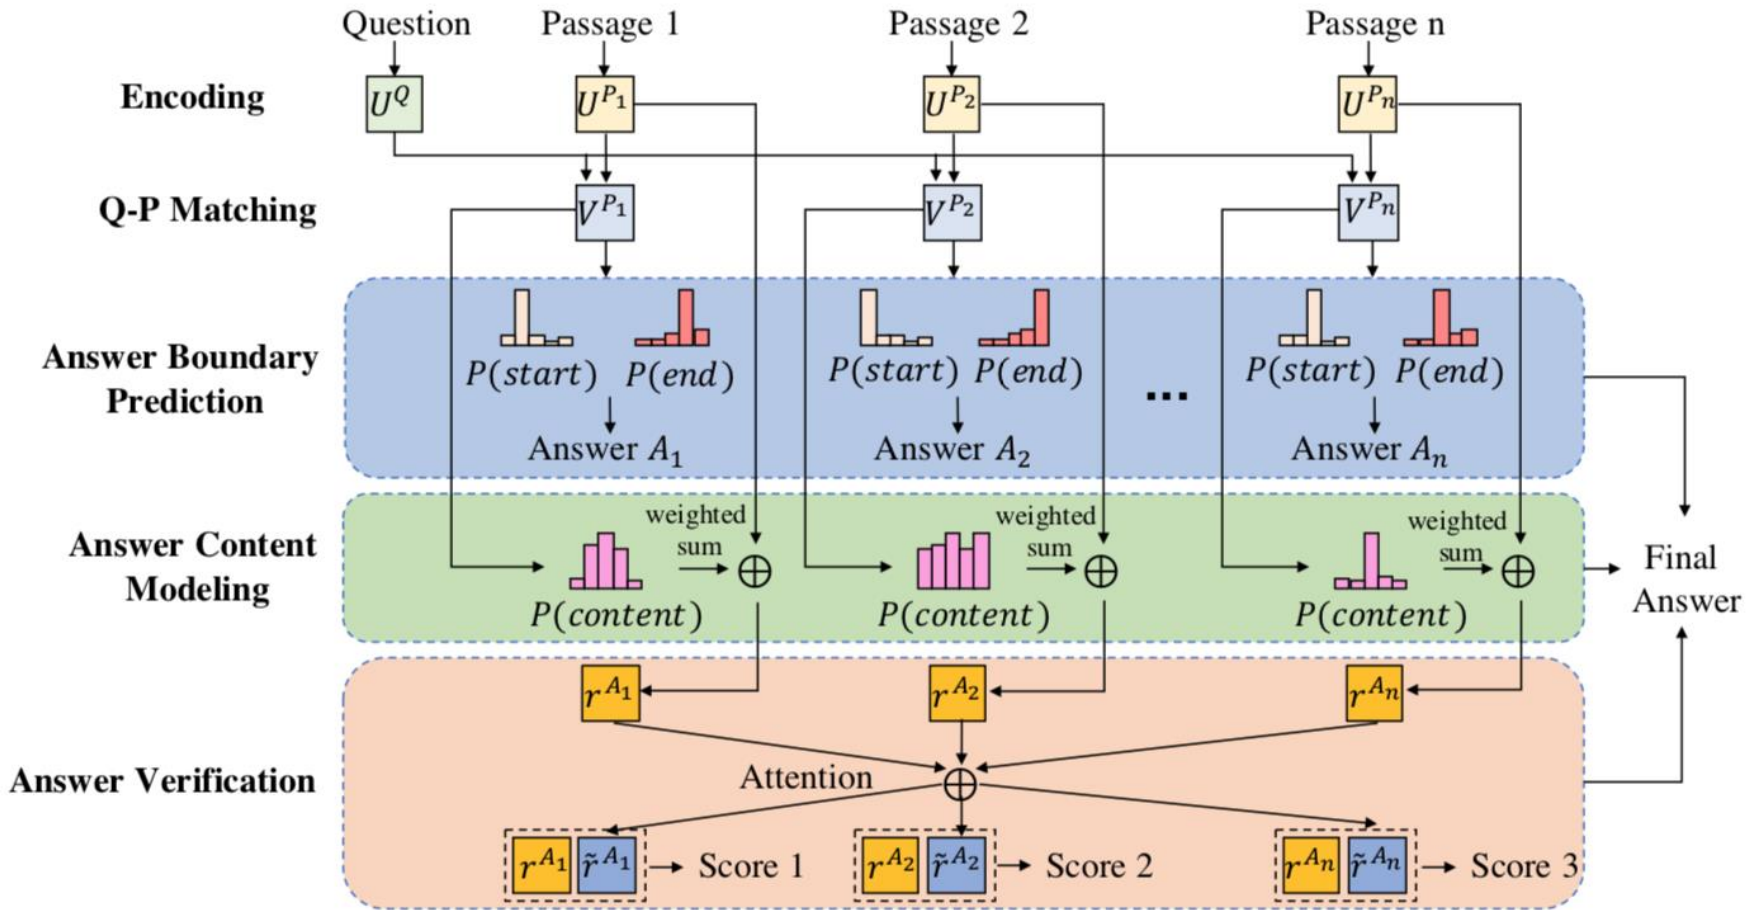 Question Passage 1 Passage 2 Passage n
Encoding
U^Q U^{P_1} U^{P_2} U^{P_n}
Q-P Matching
V^{P_1} V^{P_2} V^{P_n}
Answer Boundary
Prediction
P(start) P(end) P(start) P(end) ... P(start) P(end)
Answer A_1 Answer A_2 Answer A_n
Answer Content
Modeling
weighted
sum
weighted
sum
weighted
sum
P(content) P(content) P(content)
Final
Answer
Answer Verification
r^{A_1} r^{A_2} r^{A_n}
Attention
r^{A_1} r̃^{A_1} Score 1 r^{A_2} r̃^{A_2} Score 2 r^{A_n} r̃^{A_n} Score 3